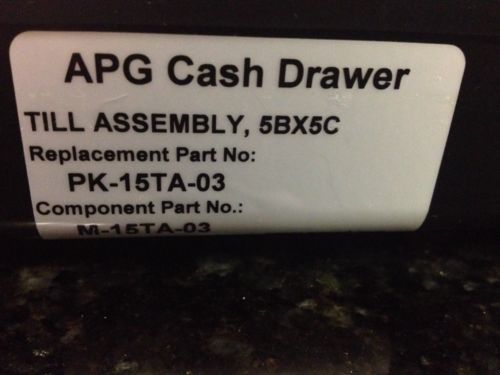 APG Cash Drawer
TILL ASSEMBLY, 5BX5C
Replacement Part No:
PK-15TA-03
Component Part No.:
M-15TA-03